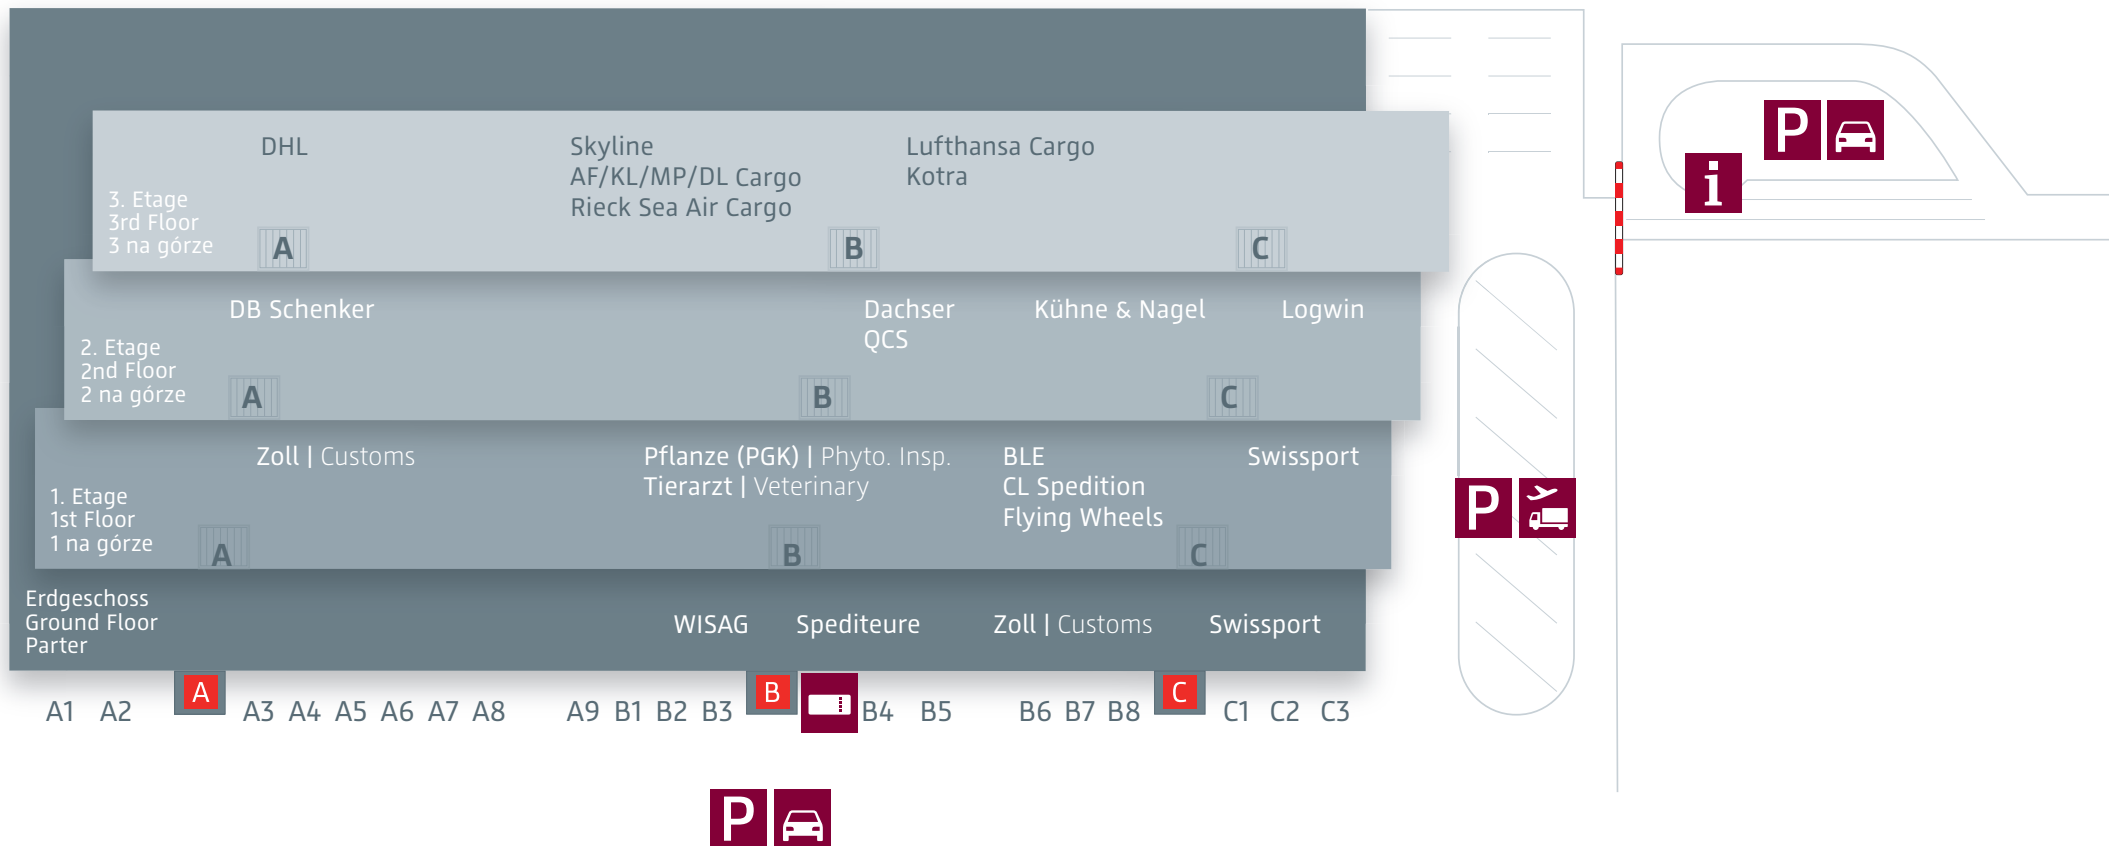 DHL
Skyline
AF/KL/MP/DL Cargo
Rieck Sea Air Cargo
Lufthansa Cargo
Kotra
3. Etage
3rd Floor
3 na górze
A
B
C
DB Schenker
Dachser
QCS
Kühne & Nagel
Logwin
2. Etage
2nd Floor
2 na górze
A
B
C
Zoll | Customs
Pflanze (PGK) | Phyto. Insp.
Tierarzt | Veterinary
BLE
CL Spedition
Flying Wheels
Swissport
1. Etage
1st Floor
1 na górze
A
B
C
Erdgeschoss
Ground Floor
Parter
WISAG
Spediteure
Zoll | Customs
Swissport
A
B
C
A1 A2 A3 A4 A5 A6 A7 A8 A9 B1 B2 B3 B4 B5 B6 B7 B8 C1 C2 C3
P
P
i
P